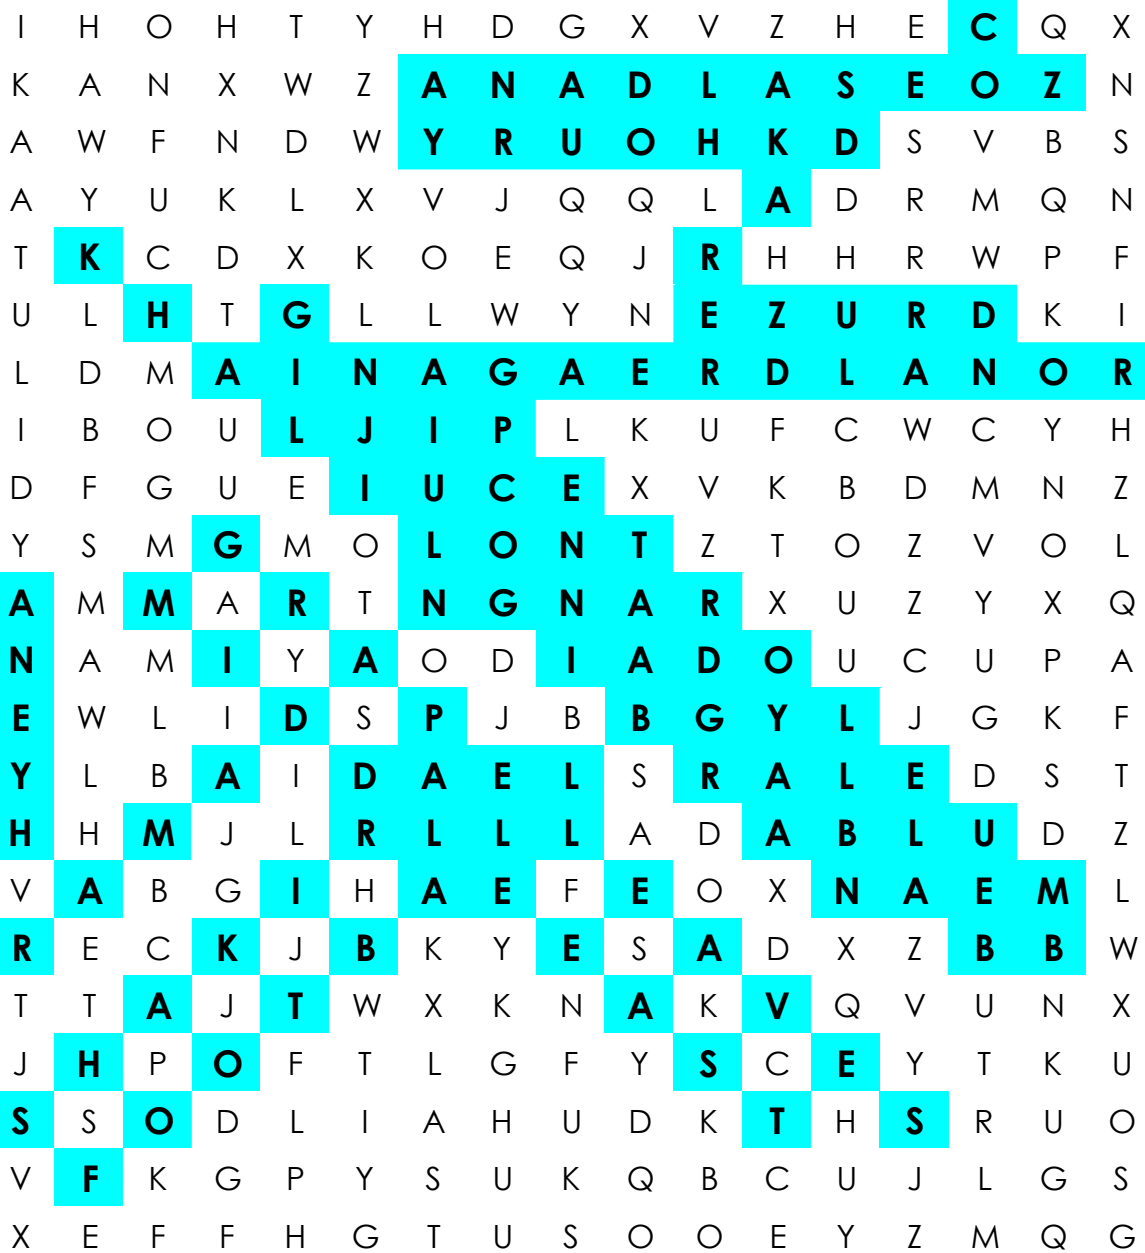 I H O H T Y H D G X V Z H E C Q X
K A N X W Z A N A D L A S E O Z N
A W F N D W Y R U O H K D S V B S
A Y U K L X V J Q Q L A D R M Q N
T K C D X K O E Q J R H H R W P F
U L H T G L L W Y N E Z U R D K I
L D M A I N A G A E R D L A N O R
I B O U L J I P L K U F C W C Y H
D F G U E I U C E X V K B D M N Z
Y S M G M O L O N T Z T O Z V O L
A M M A R T N G N A R X U Z Y X Q
N A M I Y A O D I A D O U C U P A
E W L I D S P J B B G Y L J G K F
Y L B A I D A E L S R A L E D S T
H H M J L R L L L A D A B L U D Z
V A B G I H A E F E O X N A E M L
R E C K J B K Y E S A D X Z B B W
T T A J T W X K N A K V Q V U N X
J H P O F T L G F Y S C E Y T K U
S S O D L I A H U D K T H S R U O
V F K G P Y S U K Q B C U J L G S
X E F F H G T U S O O E Y Z M Q G